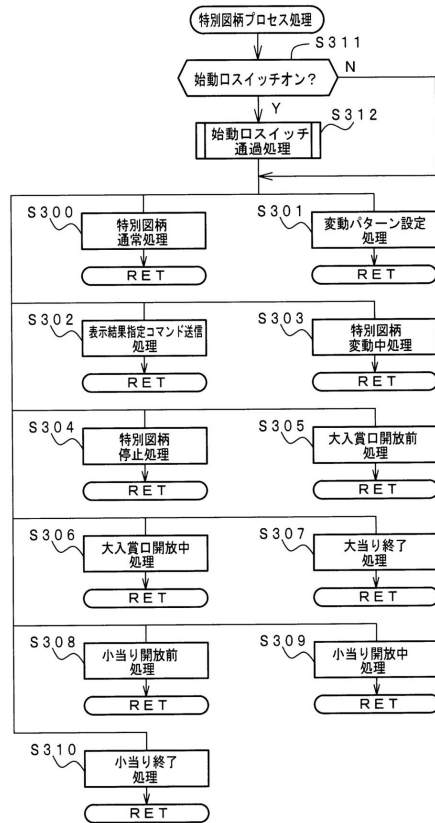 特別図柄プロセス処理
S311
始動口スイッチオン?
N
Y
S312
始動口スイッチ
通過処理
S300
特別図柄
通常処理
RET
S301
変動パターン設定
処理
RET
S302
表示結果指定コマンド送信
処理
RET
S303
特別図柄
変動中処理
RET
S304
特別図柄
停止処理
RET
S305
大入賞口開放前
処理
RET
S306
大入賞口開放中
処理
RET
S307
大当り終了
処理
RET
S308
小当り開放前
処理
RET
S309
小当り開放中
処理
RET
S310
小当り終了
処理
RET